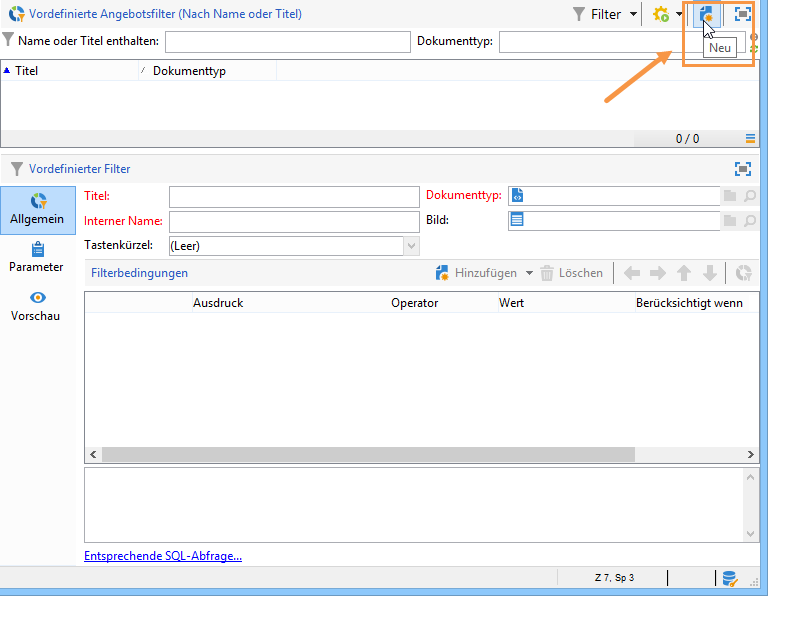 Vordefinierte Angebotsfilter (Nach Name oder Titel) Filter
Name oder Titel enthalten: Dokumenttyp: Neu
Titel Dokumenttyp
0 / 0
Vordefinierter Filter
Allgemein
Parameter
Vorschau
Titel: Dokumenttyp:
Interner Name: Bild:
Tastenkürzel: (Leer)
Filterbedingungen Hinzufügen Löschen
Ausdruck Operator Wert Berücksichtigt wenn
Entsprechende SQL-Abfrage...
Z 7, Sp 3